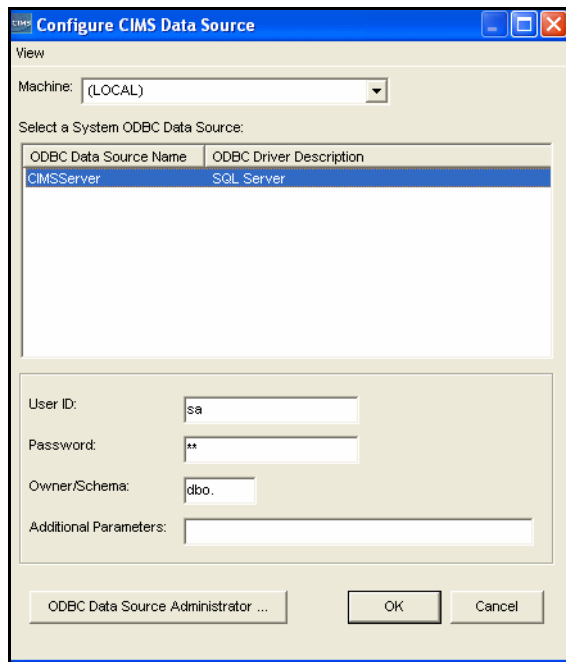 CIMS Configure CIMS Data Source
View
Machine: (LOCAL)
Select a System ODBC Data Source:
ODBC Data Source Name ODBC Driver Description
CIMSServer SQL Server
User ID: sa
Password: **
Owner/Schema: dbo.
Additional Parameters:
ODBC Data Source Administrator ... OK Cancel